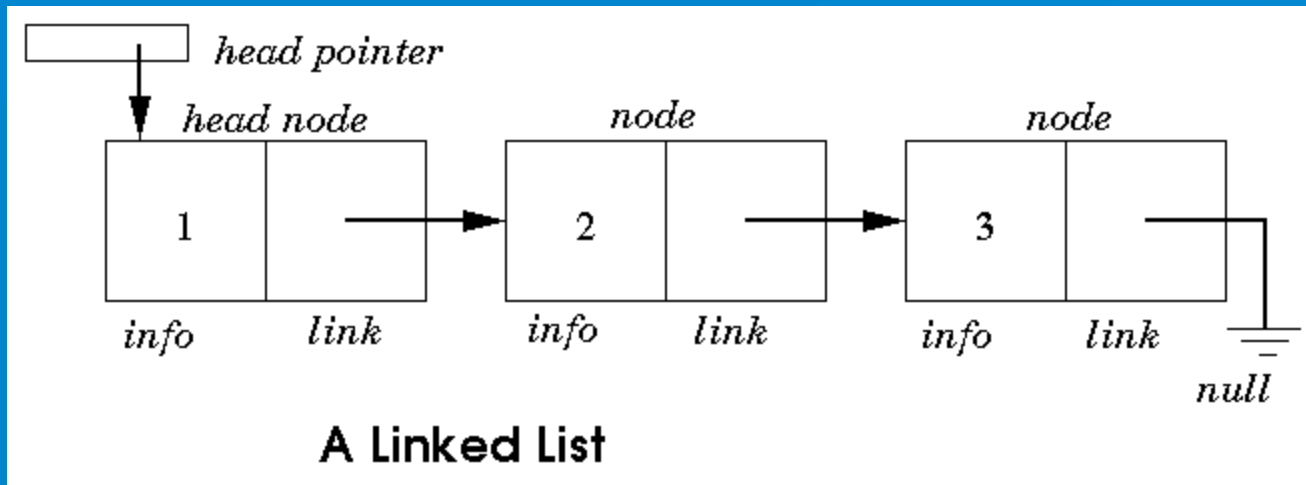 head pointer
head node
node
node
1
2
3
info
link
info
link
info
link
null
A Linked List